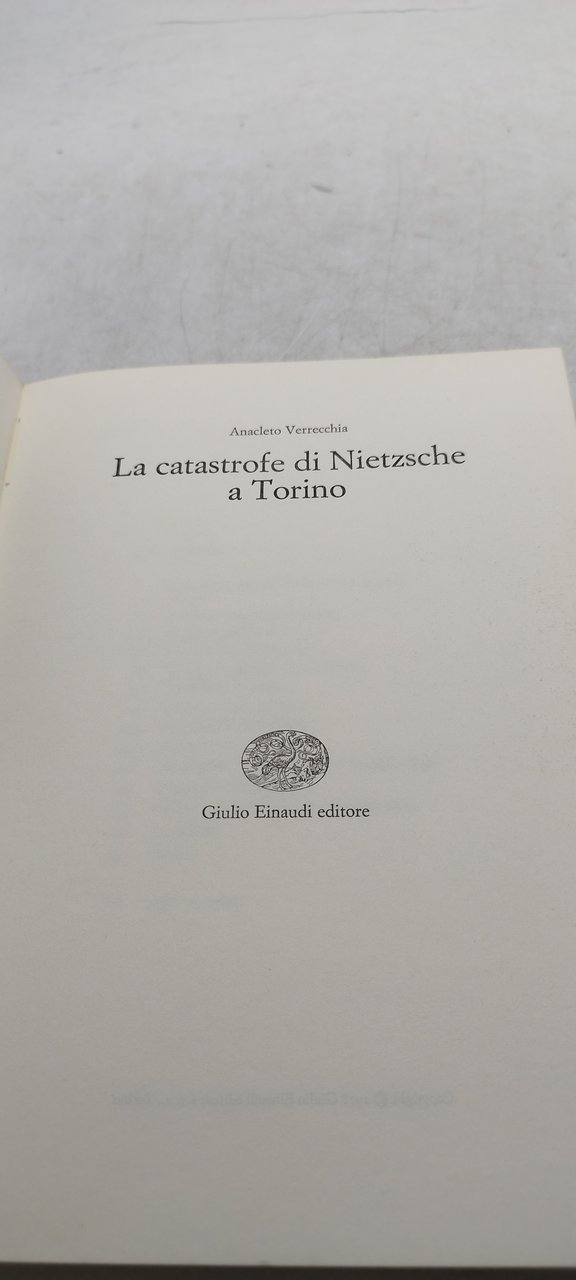 Anacleto Verrecchia
La catastrofe di Nietzsche
a Torino
Giulio Einaudi editore